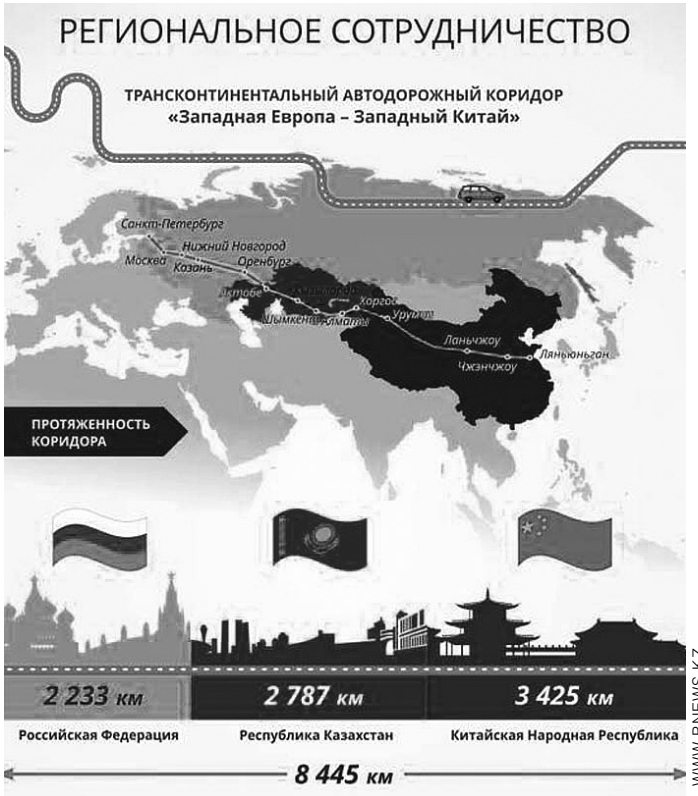 РЕГИОНАЛЬНОЕ СОТРУДНИЧЕСТВО
ТРАНСКОНТИНЕНТАЛЬНЫЙ АВТОДОРОЖНЫЙ КОРИДОР
«Западная Европа – Западный Китай»
Санкт-Петербург
Нижний Новгород
Москва
Казань
Оренбург
Актобе
Кызылорда
Хоргос
Шымкент
Алматы
Урумчи
Ланьчжоу
Ляньюньган
Чжэнчжоу
ПРОТЯЖЕННОСТЬ
КОРИДОРА
2 233 км
2 787 км
3 425 км
Российская Федерация
Республика Казахстан
Китайская Народная Республика
8 445 км
WWW.BNEWS.KZ